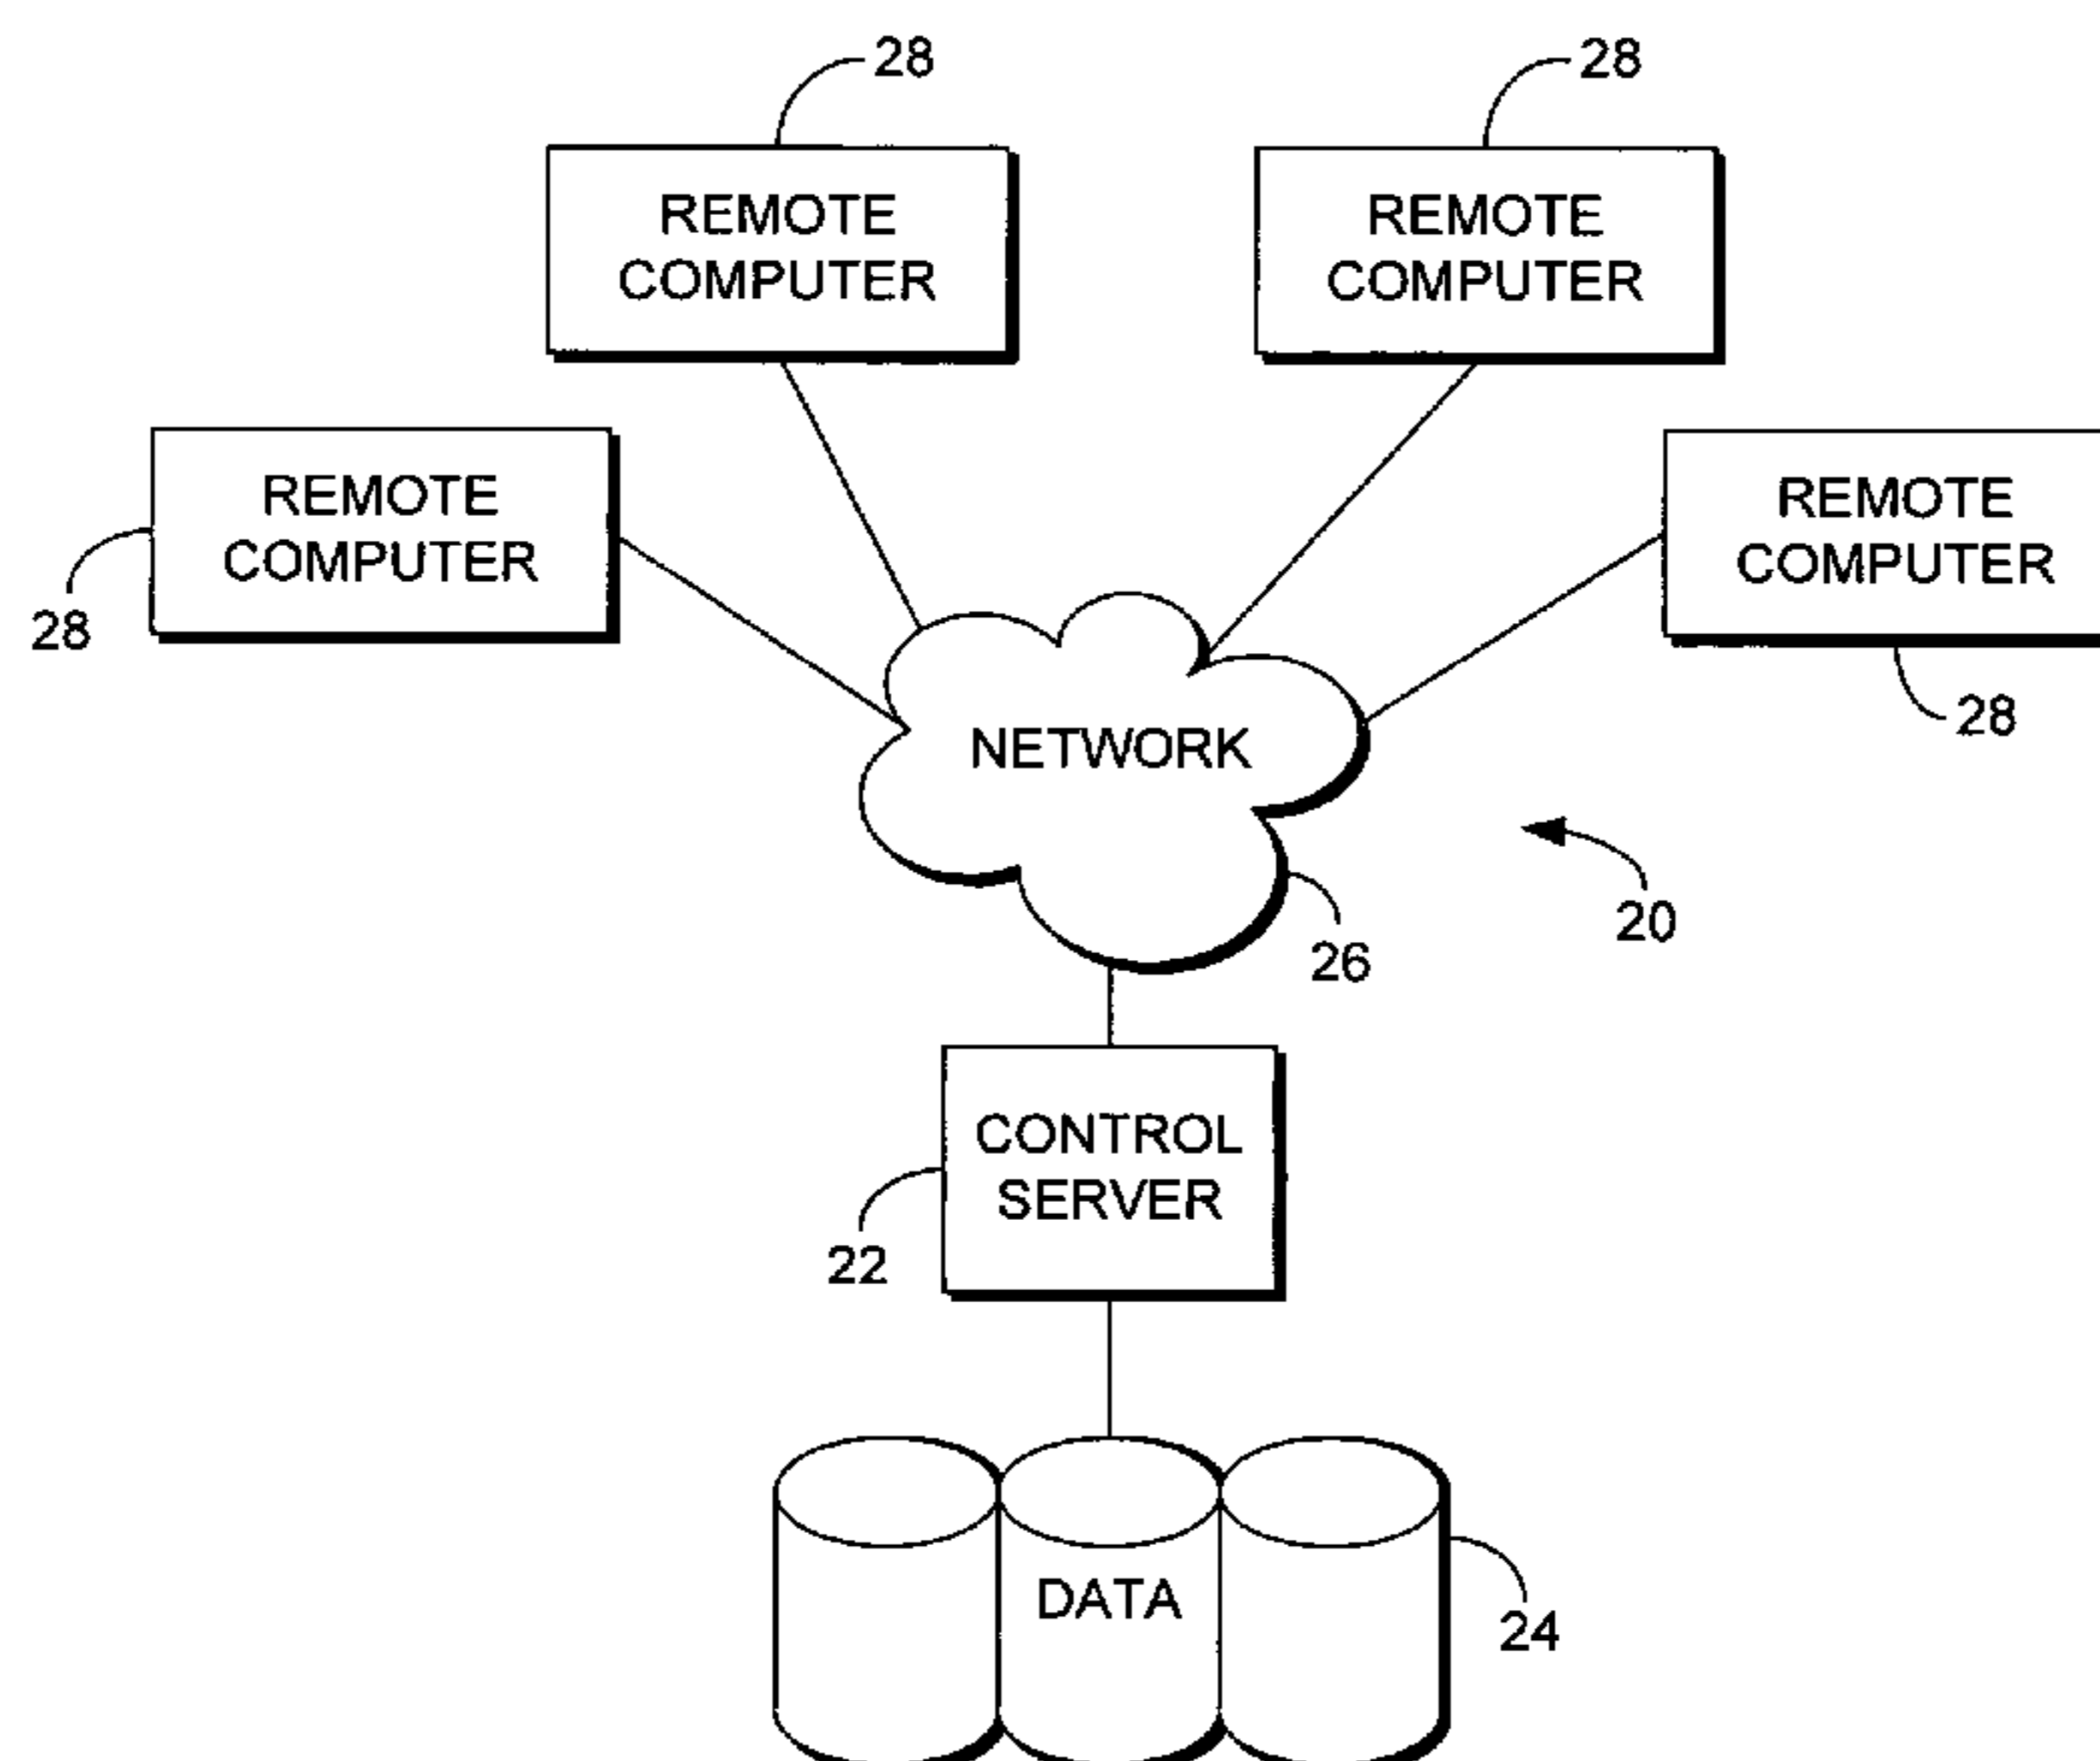 28
28
REMOTE
COMPUTER
REMOTE
COMPUTER
REMOTE
COMPUTER
28
REMOTE
COMPUTER
28
NETWORK
20
26
CONTROL
SERVER
22
DATA
24